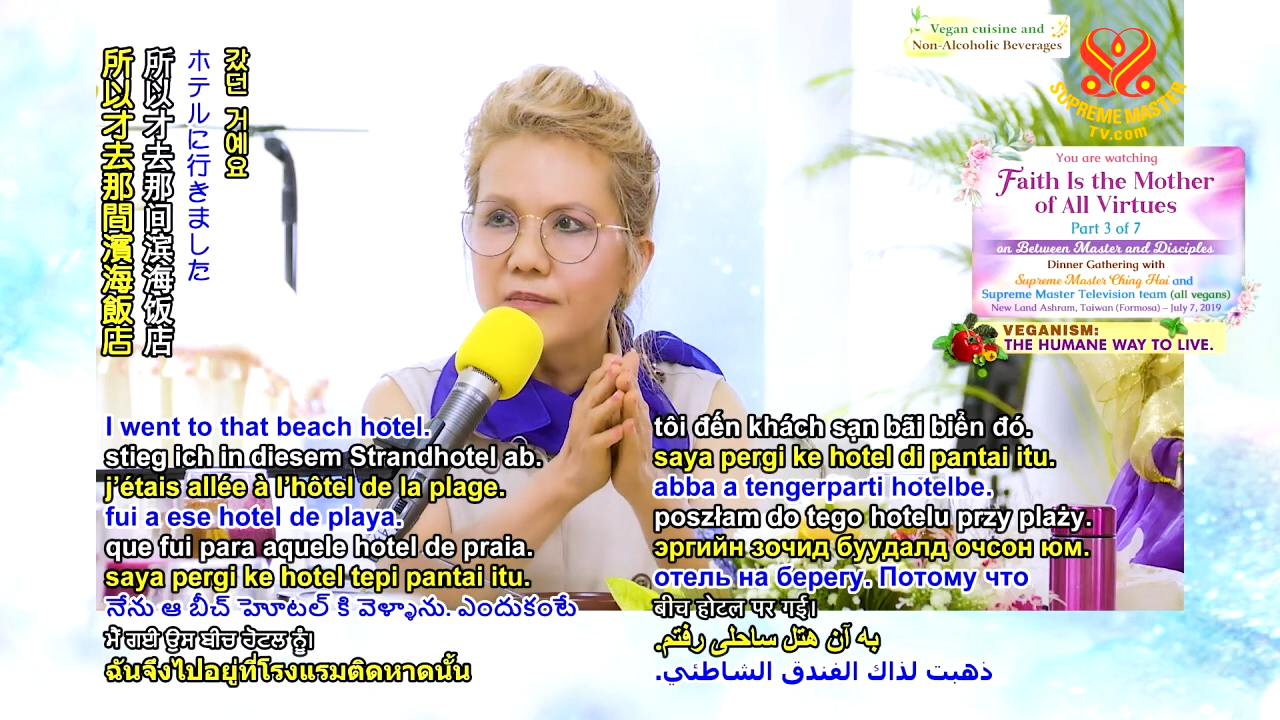 所以才去那間濱海飯店
所以才去那间滨海饭店
ホテルに行きました
갔던 거예요
Vegan cuisine and
Non-Alcoholic Beverages
SUPREME MASTER
TV.com
You are watching
Faith Is the Mother
of All Virtues
Part 3 of 7
on Between Master and Disciples
Dinner Gathering with
Supreme Master Ching Hai and
Supreme Master Television team (all vegans)
New Land Ashram, Taiwan (Formosa) – July 7, 2019
VEGANISM:
THE HUMANE WAY TO LIVE.
I went to that beach hotel.
stieg ich in diesem Strandhotel ab.
j'étais allée à l'hôtel de la plage.
fui a ese hotel de playa.
que fui para aquele hotel de praia.
saya pergi ke hotel tepi pantai itu.
నేను ఆ బీచ్ హెూటల్ కి వెళ్ళాను. ఎందుకంటే
ਮੈਂ ਗਈ ਉਸ ਬੀਚ ਹੋਟਲ ਨੂੰ।
ฉันจึงไปอยู่ที่โรงแรมติดหาดนั้น
tôi đến khách sạn bãi biển đó.
saya pergi ke hotel di pantai itu.
abba a tengerparti hotelbe.
poszłam do tego hotelu przy plaży.
эргийн зочид буудалд очсон юм.
отель на берегу. Потому что
बीच होटल पर गई।
به آن هتل ساحلی رفتم.
ذهبت لذاك الفندق الشاطئي.